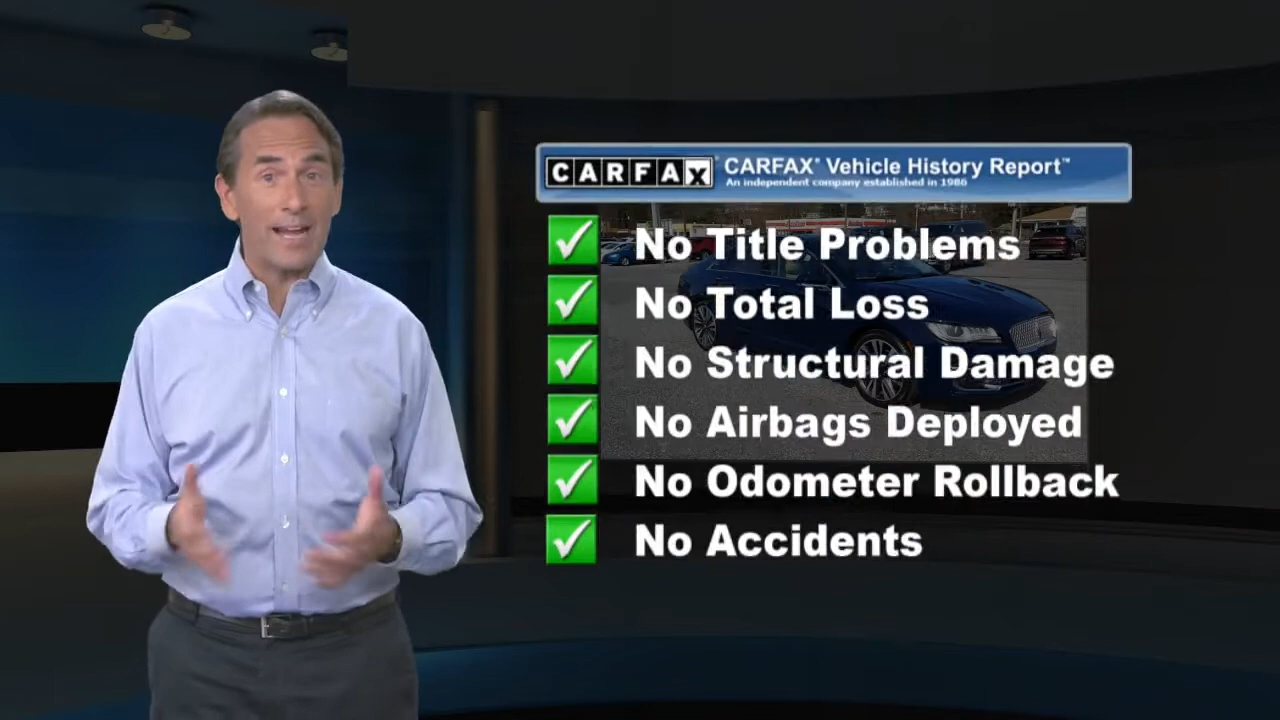 CARFAX CARFAX® Vehicle History Report™
An independent company established in 1986
No Title Problems
No Total Loss
No Structural Damage
No Airbags Deployed
No Odometer Rollback
No Accidents